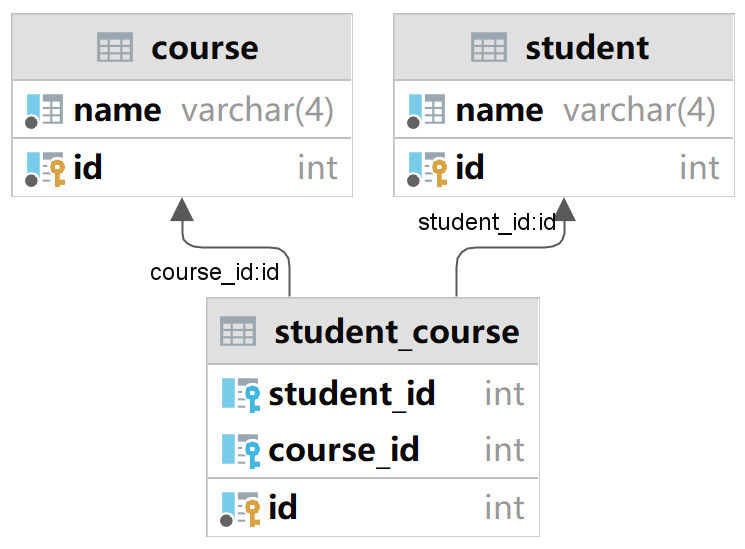 course
name varchar(4)
id int
student
name varchar(4)
id int
student_id:id
course_id:id
student_course
student_id int
course_id int
id int